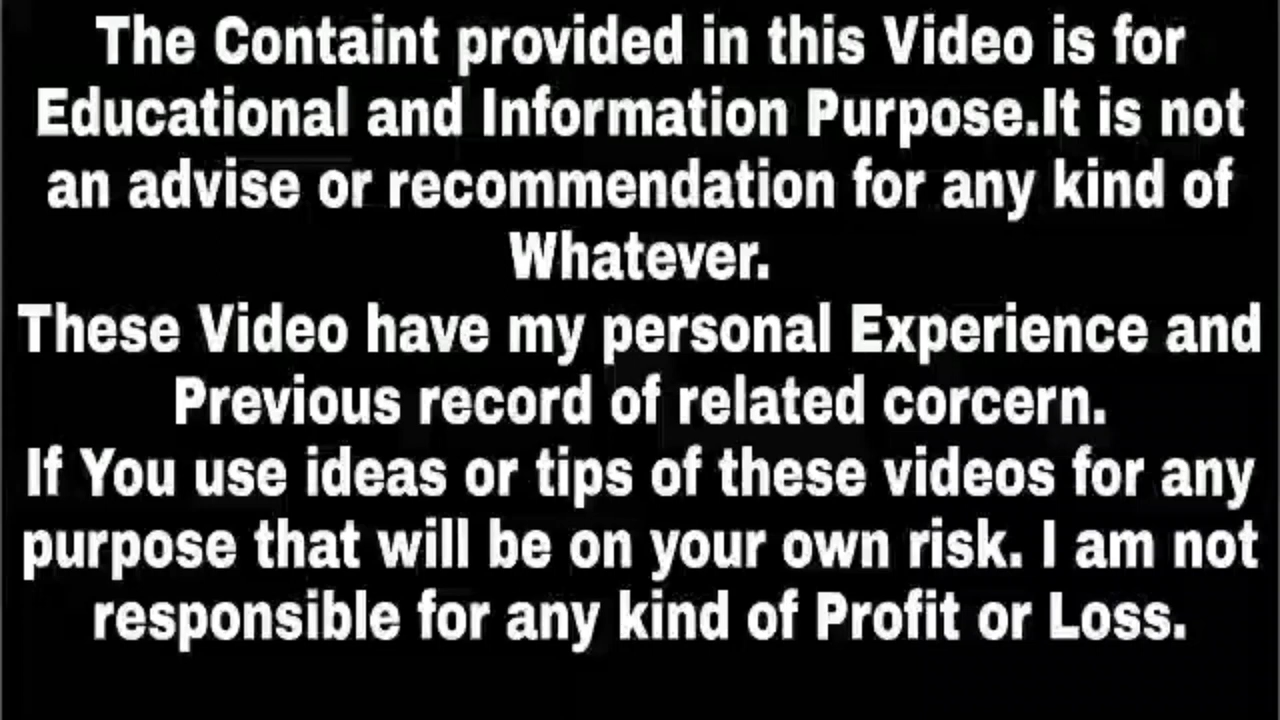 The Containt provided in this Video is for
Educational and Information Purpose.It is not
an advise or recommendation for any kind of
Whatever.
These Video have my personal Experience and
Previous record of related corcern.
If You use ideas or tips of these videos for any
purpose that will be on your own risk. I am not
responsible for any kind of Profit or Loss.